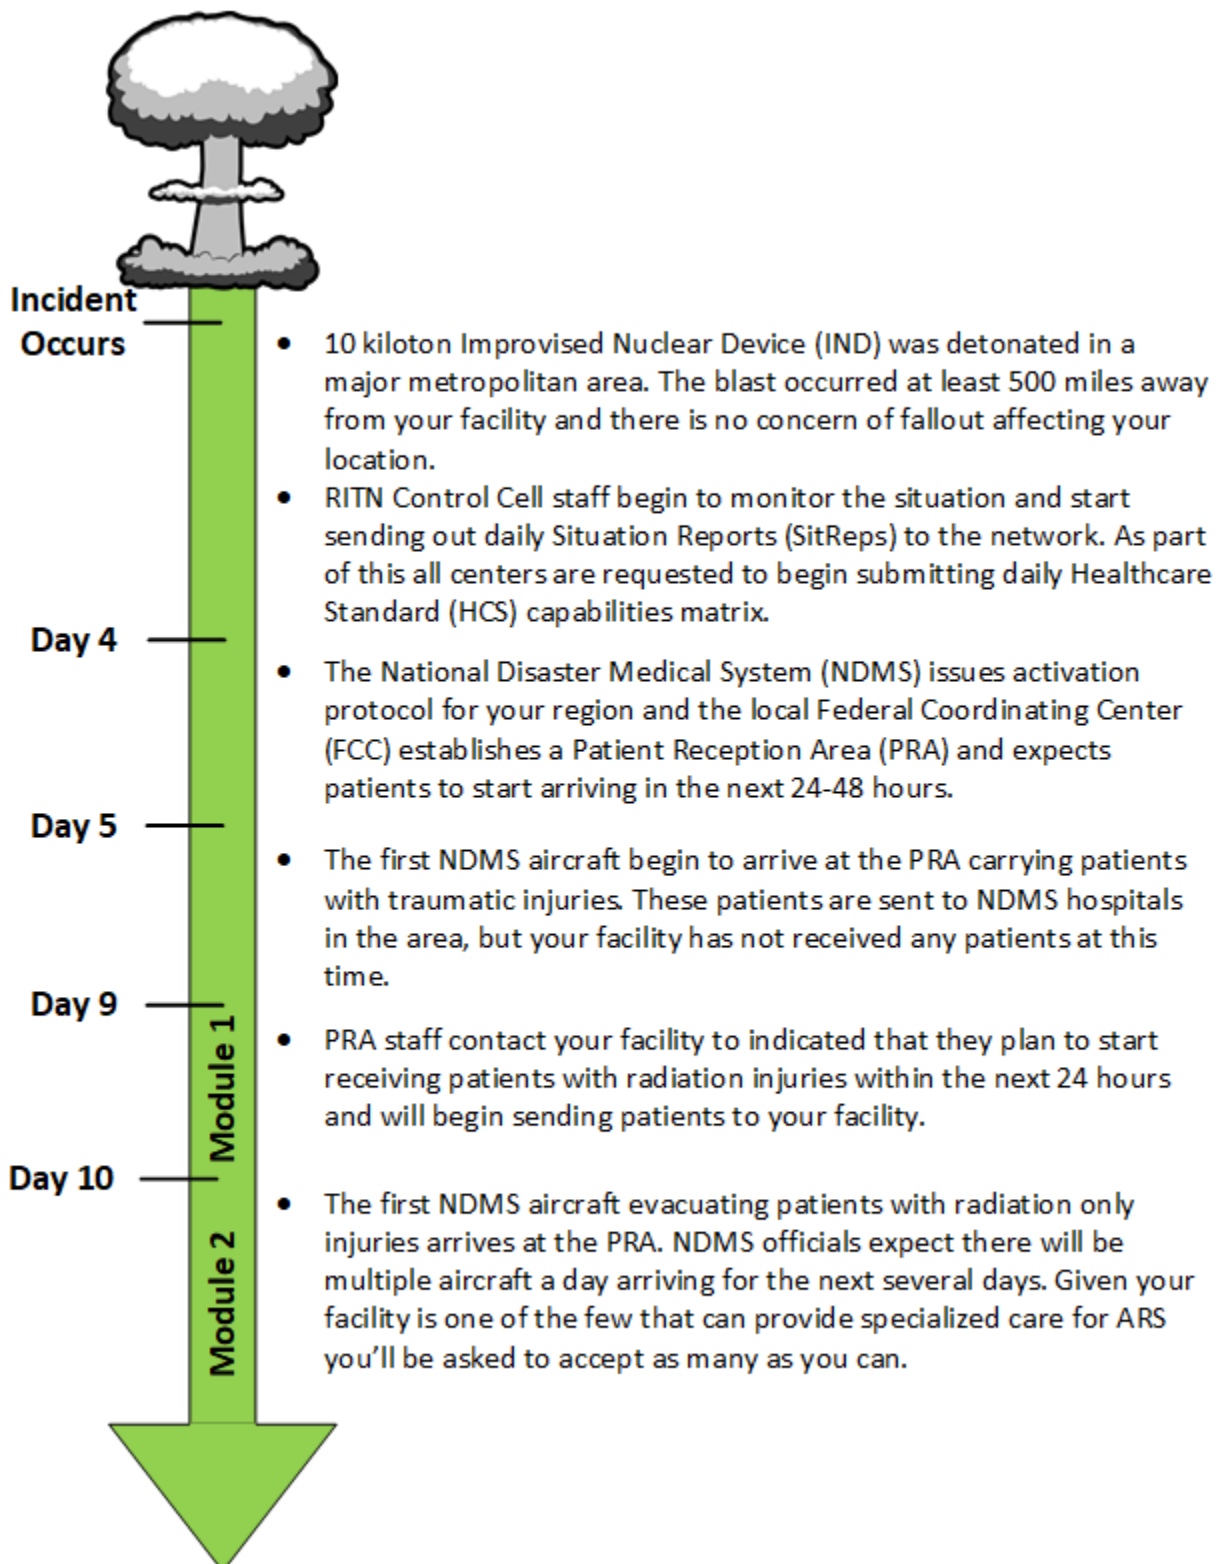 Incident
Occurs
• 10 kiloton Improvised Nuclear Device (IND) was detonated in a
major metropolitan area. The blast occurred at least 500 miles away
from your facility and there is no concern of fallout affecting your
location.
• RITN Control Cell staff begin to monitor the situation and start
sending out daily Situation Reports (SitReps) to the network. As part
of this all centers are requested to begin submitting daily Healthcare
Standard (HCS) capabilities matrix.
Day 4
• The National Disaster Medical System (NDMS) issues activation
protocol for your region and the local Federal Coordinating Center
(FCC) establishes a Patient Reception Area (PRA) and expects
patients to start arriving in the next 24-48 hours.
Day 5
• The first NDMS aircraft begin to arrive at the PRA carrying patients
with traumatic injuries. These patients are sent to NDMS hospitals
in the area, but your facility has not received any patients at this
time.
Day 9
Module 1
• PRA staff contact your facility to indicated that they plan to start
receiving patients with radiation injuries within the next 24 hours
and will begin sending patients to your facility.
Day 10
Module 2
• The first NDMS aircraft evacuating patients with radiation only
injuries arrives at the PRA. NDMS officials expect there will be
multiple aircraft a day arriving for the next several days. Given your
facility is one of the few that can provide specialized care for ARS
you'll be asked to accept as many as you can.